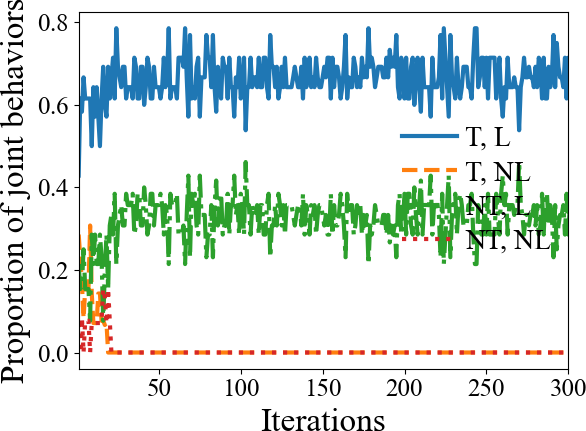 Proportion of joint behaviors
0.8
0.6
0.4
0.2
0.0
T, L
T, NL
NT, L
NT, NL
50
100
150
200
250
300
Iterations